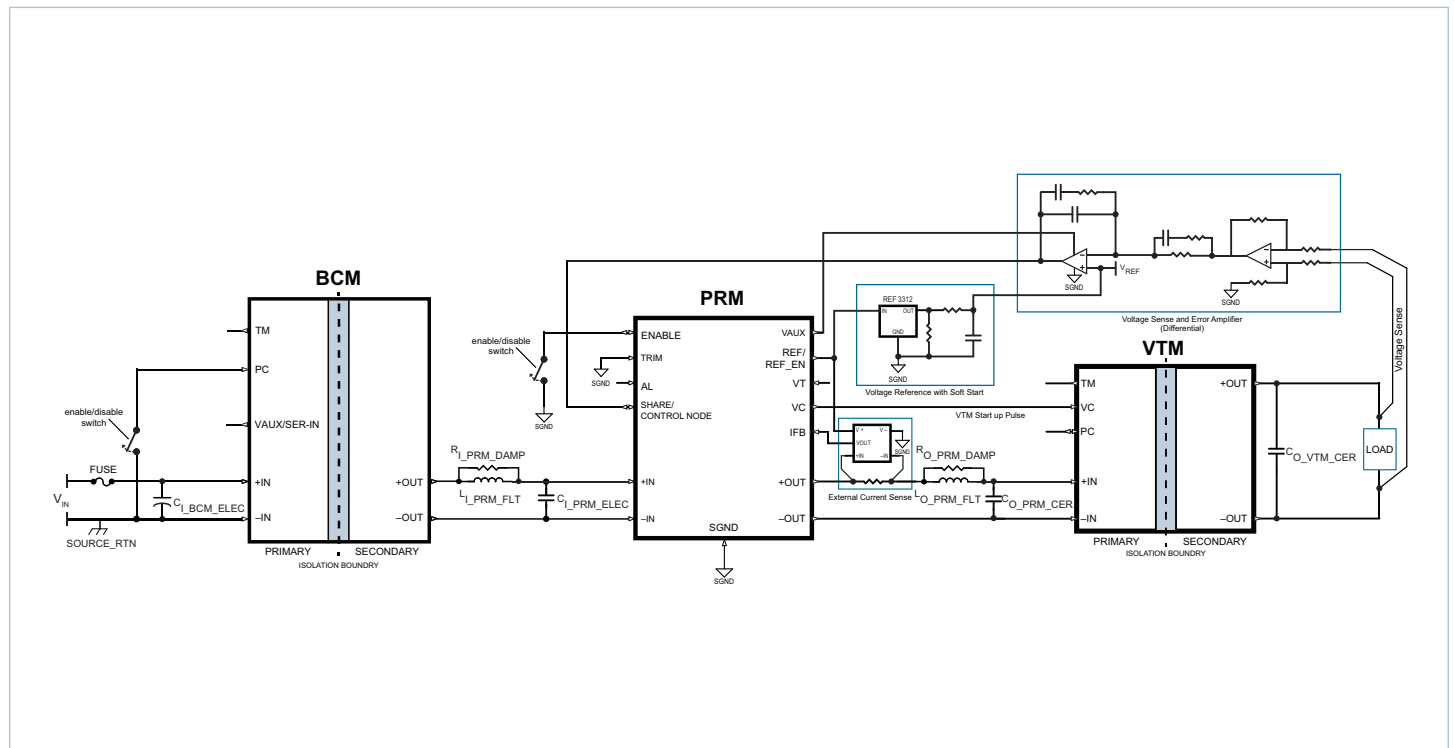 BCM
TM
PC
VAUX/SER-IN
+IN
–IN
+OUT
–OUT
PRIMARY
SECONDARY
ISOLATION BOUNDRY
enable/disable
switch
FUSE
VIN
CI_BCM_ELEC
SOURCE_RTN
RI_PRM_DAMP
LI_PRM_FLT
CI_PRM_ELEC
enable/disable
switch
SGND
SGND
PRM
ENABLE
TRIM
AL
SHARE/
CONTROL NODE
+IN
–IN
SGND
VAUX
REF/
REF_EN
VT
VC
IFB
+OUT
–OUT
SGND
REF 3312
IN
OUT
GND
SGND
Voltage Reference with Soft Start
VTM Start up Pulse
V +
V –
VOUT
SGND
+IN
–IN
External Current Sense
RO_PRM_DAMP
LO_PRM_FLT
CO_PRM_CER
–
+
SGND
VREF
–
+
SGND
Voltage Sense and Error Amplifier
(Differential)
Voltage Sense
VTM
TM
VC
PC
+IN
–IN
+OUT
–OUT
PRIMARY
SECONDARY
ISOLATION BOUNDRY
CO_VTM_CER
LOAD